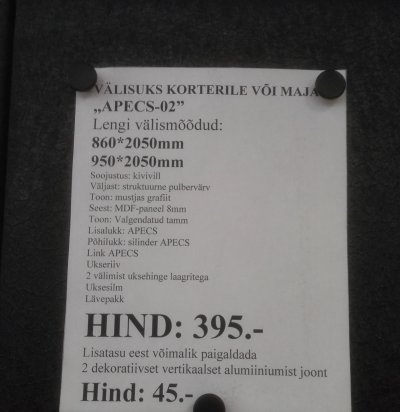 VÄLISUKS KORTERILE VÕI MAJA
„APECS-02”
Lengi välismõõdud:
860*2050mm
950*2050mm
Soojustus: kivivill
Väljast: struktuurne pulbervärv
Toon: mustjas grafiit
Seest: MDF-paneel 8mm
Toon: Valgendatud tamm
Lisalukk: APECS
Põhilukk: silinder APECS
Link APECS
Ukseriiv
2 välimist uksehinge laagritega
Uksesilm
Lävepakk
HIND: 395.-
Lisatasu eest võimalik paigaldada
2 dekoratiivset vertikaalset alumiiniumist joont
Hind: 45.-